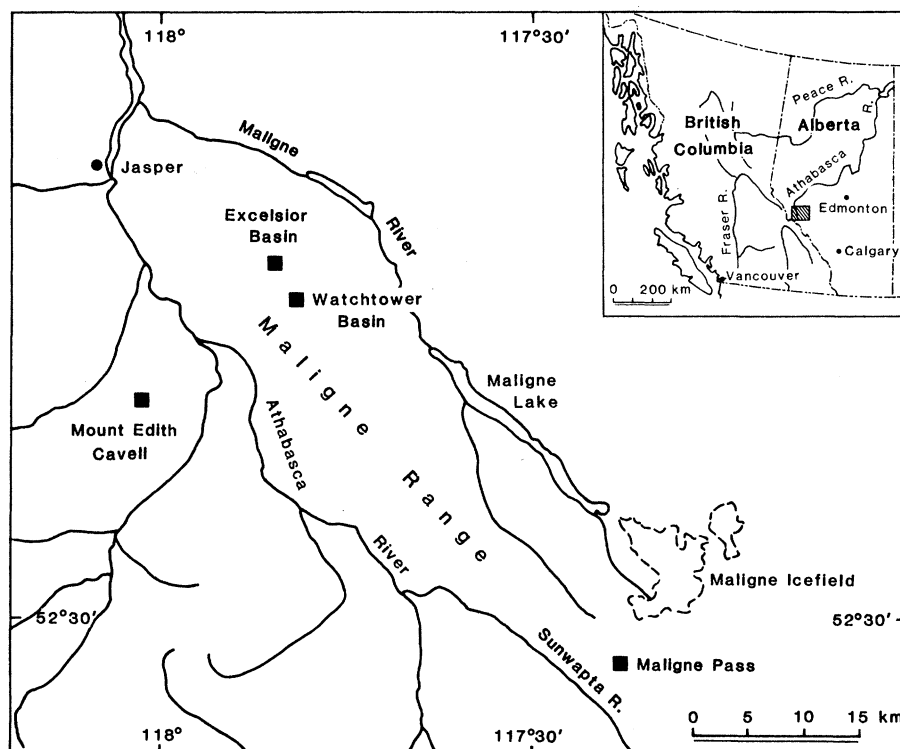 118°
117°30′
Maligne
River
Jasper
Excelsior
Basin
Watchtower
Basin
Maligne
Range
Mount Edith
Cavell
Athabasca
River
Maligne
Lake
Maligne Icefield
52°30′
52°30′
Sunwapta R.
Maligne Pass
0 5 10 15 km
118°
117°30′
Peace R.
British
Columbia
Alberta
R.
Athabasca
Fraser R.
Edmonton
Calgary
Vancouver
0 200 km